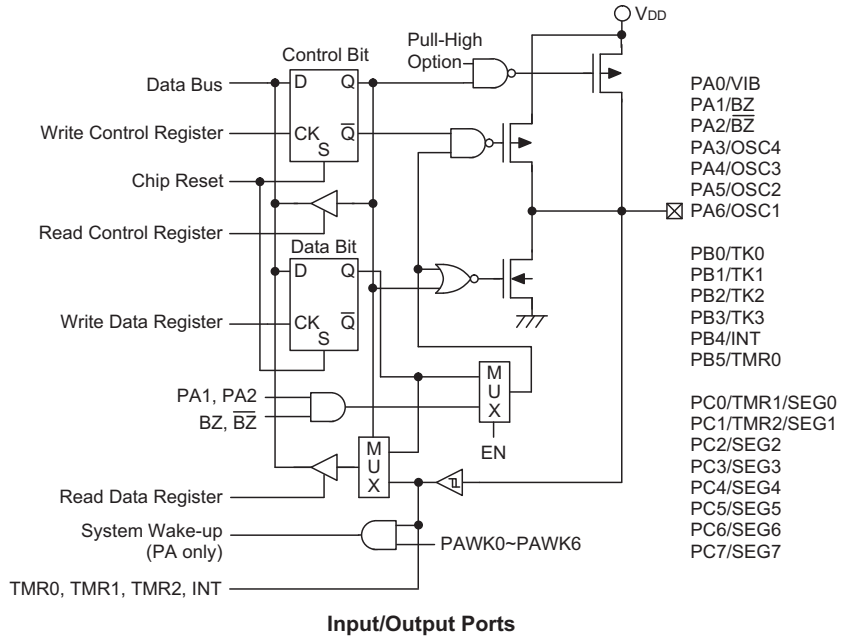 VDD
Control Bit
Pull-High
Option
Data Bus
D
Q
Write Control Register
CK
Q̅
S
Chip Reset
Read Control Register
Data Bit
D
Q
Write Data Register
CK
Q̅
S
PA1, PA2
BZ, B̅Z̅
M
U
X
EN
M
U
X
Read Data Register
System Wake-up
(PA only)
PAWK0~PAWK6
TMR0, TMR1, TMR2, INT
PA0/VIB
PA1/BZ
PA2/B̅Z̅
PA3/OSC4
PA4/OSC3
PA5/OSC2
PA6/OSC1
PB0/TK0
PB1/TK1
PB2/TK2
PB3/TK3
PB4/INT
PB5/TMR0
PC0/TMR1/SEG0
PC1/TMR2/SEG1
PC2/SEG2
PC3/SEG3
PC4/SEG4
PC5/SEG5
PC6/SEG6
PC7/SEG7
Input/Output Ports